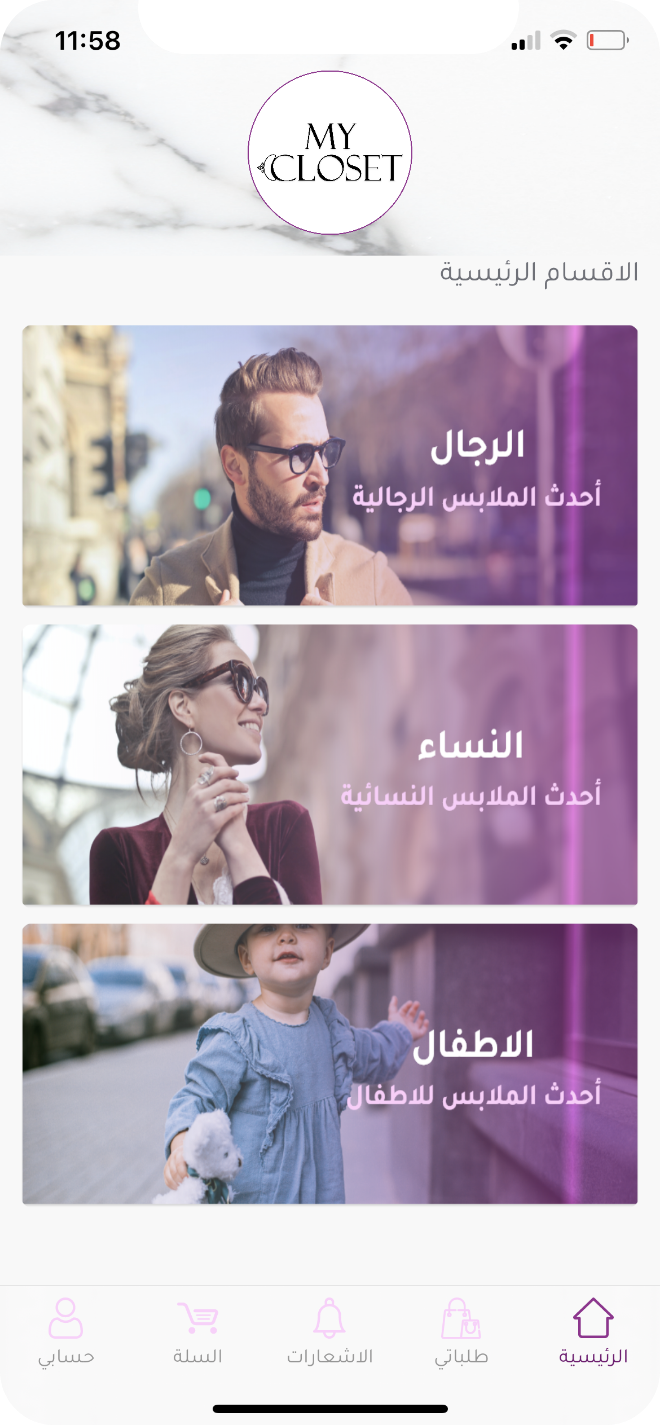 11:58
MY
CLOSET
الاقسام الرئيسية
الرجال
أحدث الملابس الرجالية
النساء
أحدث الملابس النسائية
الاطفال
أحدث الملابس للاطفال
الرئيسية
طلباتي
الاشعارات
السلة
حسابي